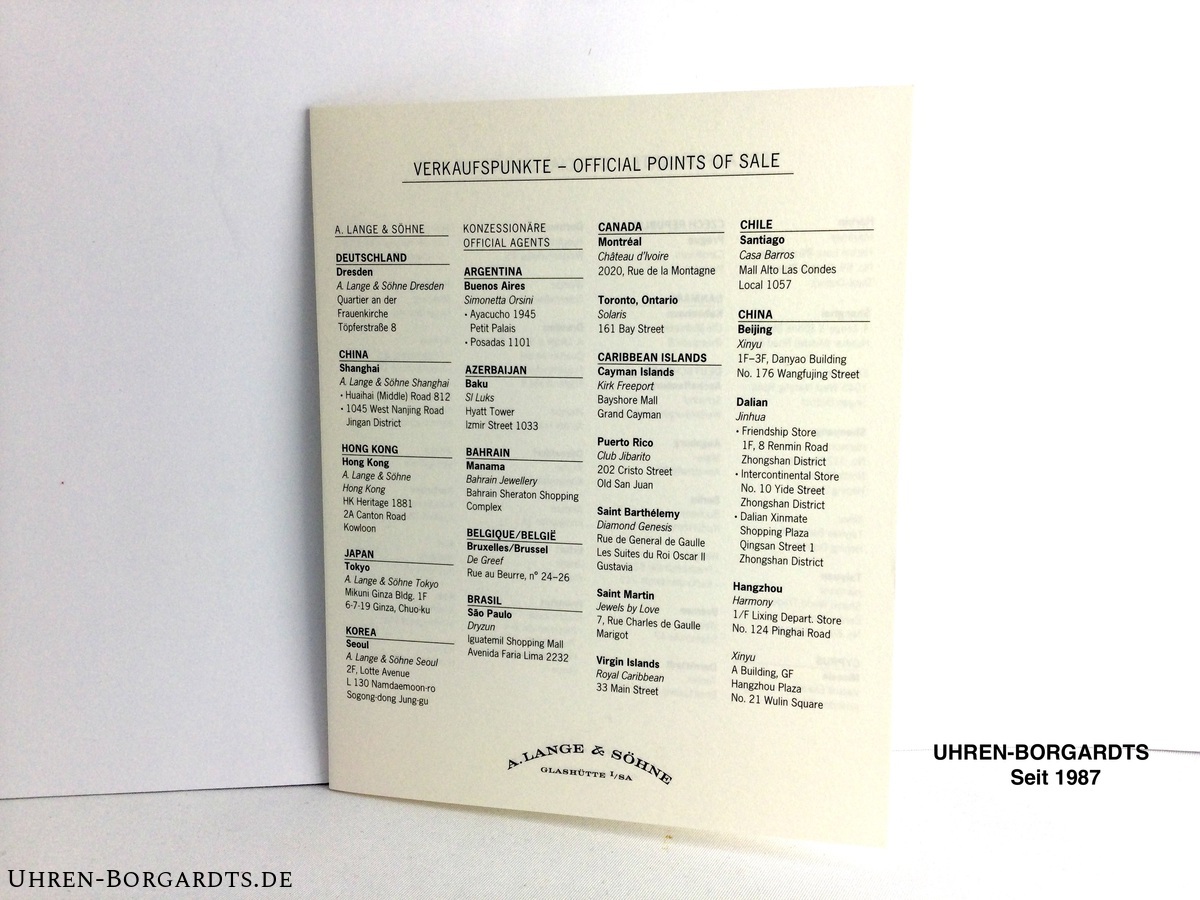 VERKAUFSPUNKTE – OFFICIAL POINTS OF SALE
A. LANGE & SÖHNE
DEUTSCHLAND
Dresden
A. Lange & Söhne Dresden
Quartier an der
Frauenkirche
Töpferstraße 8
CHINA
Shanghai
A. Lange & Söhne Shanghai
• Huaihai (Middle) Road 812
• 1045 West Nanjing Road
Jingan District
HONG KONG
Hong Kong
A. Lange & Söhne
Hong Kong
HK Heritage 1881
2A Canton Road
Kowloon
JAPAN
Tokyo
A. Lange & Söhne Tokyo
Mikuni Ginza Bldg. 1F
6-7-19 Ginza, Chuo-ku
KOREA
Seoul
A. Lange & Söhne Seoul
2F, Lotte Avenue
L 130 Namdaemoon-ro
Sogong-dong Jung-gu
KONZESSIONÄRE
OFFICIAL AGENTS
ARGENTINA
Buenos Aires
Simonetta Orsini
• Ayacucho 1945
Petit Palais
• Posadas 1101
AZERBAIJAN
Baku
SI Luks
Hyatt Tower
Izmir Street 1033
BAHRAIN
Manama
Bahrain Jewellery
Bahrain Sheraton Shopping
Complex
BELGIQUE/BELGIË
Bruxelles/Brussel
De Greef
Rue au Beurre, n° 24–26
BRASIL
São Paulo
Dryzun
Iguatemil Shopping Mall
Avenida Faria Lima 2232
CANADA
Montréal
Château d'Ivoire
2020, Rue de la Montagne
Toronto, Ontario
Solaris
161 Bay Street
CARIBBEAN ISLANDS
Cayman Islands
Kirk Freeport
Bayshore Mall
Grand Cayman
Puerto Rico
Club Jibarito
202 Cristo Street
Old San Juan
Saint Barthélemy
Diamond Genesis
Rue de General de Gaulle
Les Suites du Roi Oscar II
Gustavia
Saint Martin
Jewels by Love
7, Rue Charles de Gaulle
Marigot
Virgin Islands
Royal Caribbean
33 Main Street
CHILE
Santiago
Casa Barros
Mall Alto Las Condes
Local 1057
CHINA
Beijing
Xinyu
1F–3F, Danyao Building
No. 176 Wangfujing Street
Dalian
Jinhua
• Friendship Store
1F, 8 Renmin Road
Zhongshan District
• Intercontinental Store
No. 10 Yide Street
Zhongshan District
• Dalian Xinmate
Shopping Plaza
Qingsan Street 1
Zhongshan District
Hangzhou
Harmony
1/F Lixing Depart. Store
No. 124 Pinghai Road
Xinyu
A Building, GF
Hangzhou Plaza
No. 21 Wulin Square
A. LANGE & SÖHNE
GLASHÜTTE I/SA
UHREN-BORGARDTS
Seit 1987
UHREN-BORGARDTS.DE